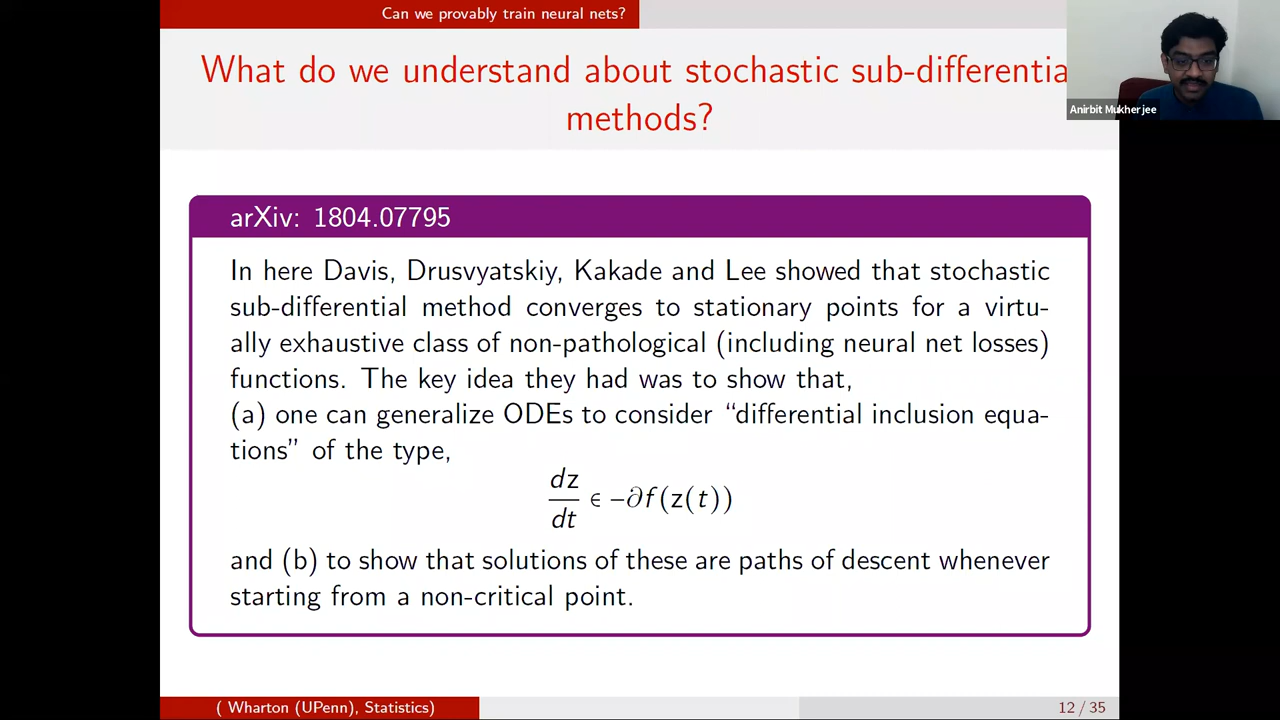 Can we provably train neural nets?
What do we understand about stochastic sub-differentia
methods?
Anirbit Mukherjee
arXiv: 1804.07795
In here Davis, Drusvyatskiy, Kakade and Lee showed that stochastic
sub-differential method converges to stationary points for a virtu-
ally exhaustive class of non-pathological (including neural net losses)
functions. The key idea they had was to show that,
(a) one can generalize ODEs to consider “differential inclusion equa-
tions” of the type,
dz/dt ∈ −∂f(z(t))
and (b) to show that solutions of these are paths of descent whenever
starting from a non-critical point.
( Wharton (UPenn), Statistics)
12 / 35